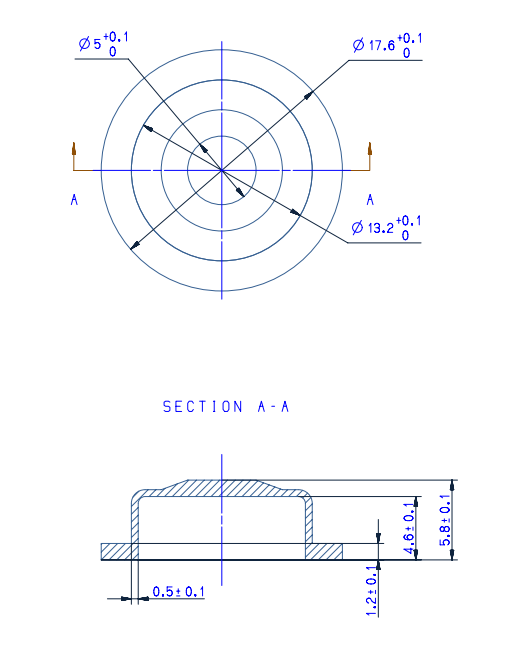 Ø5 +0.1 0
Ø17.6 +0.1 0
A A
Ø13.2 +0.1 0
SECTION A-A
0.5±0.1
1.2±0.1
4.6±0.1
5.8±0.1